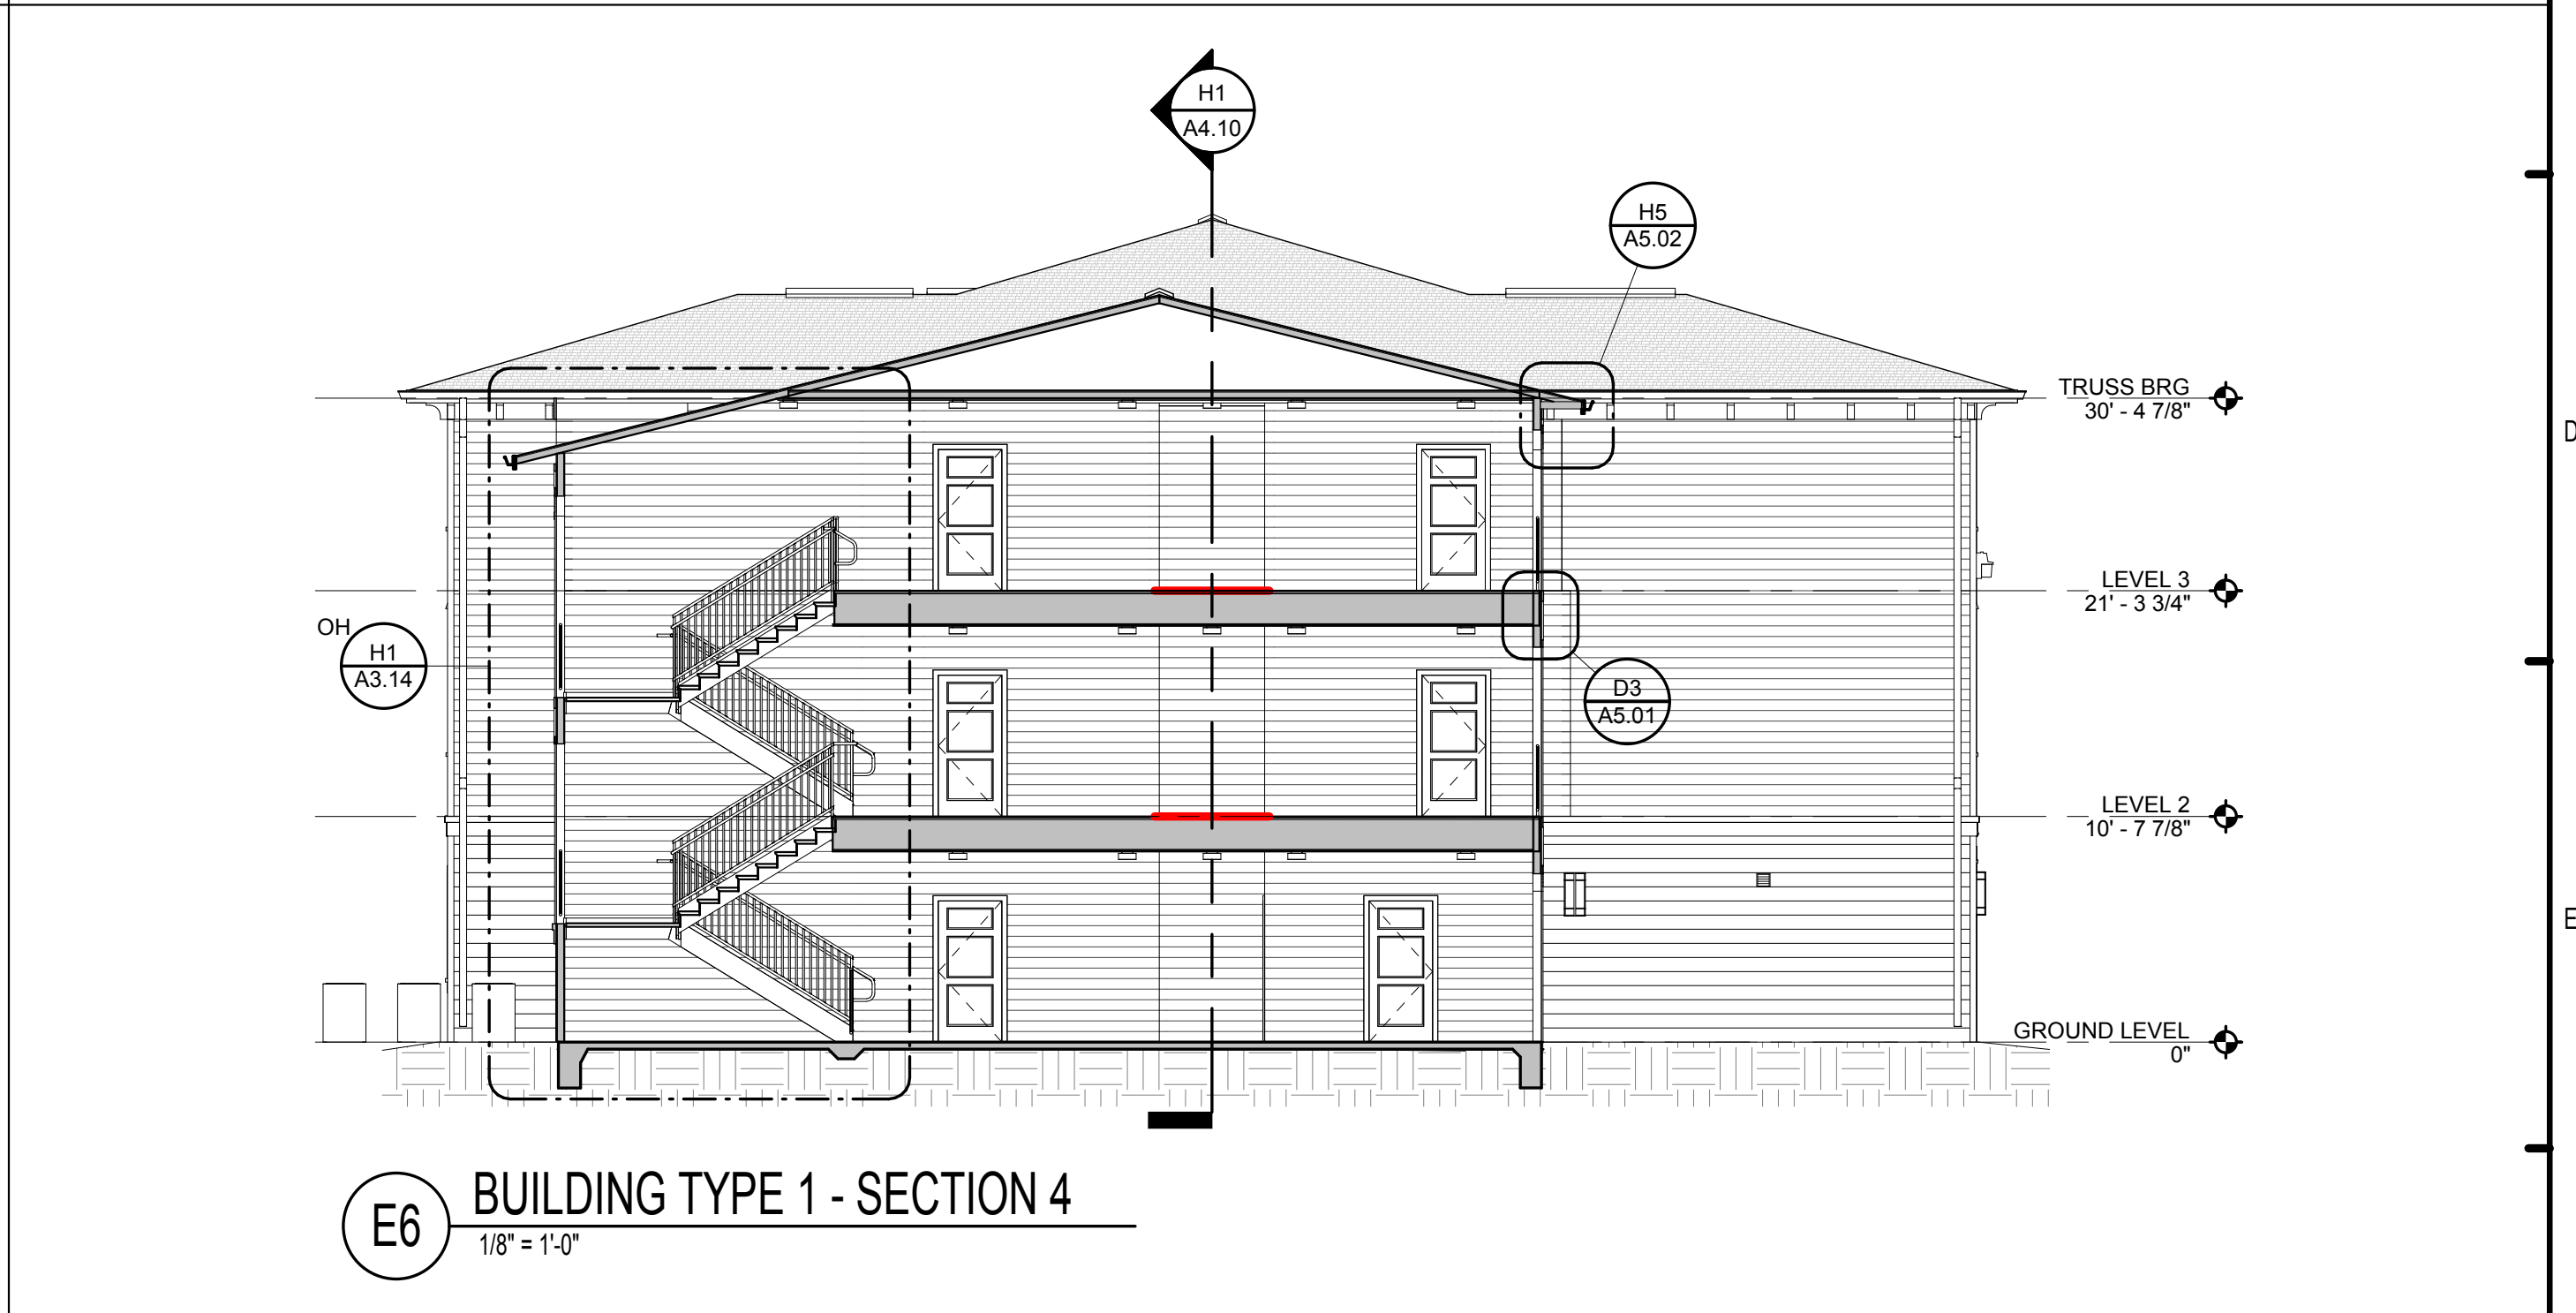 H1
A4.10
H5
A5.02
TRUSS BRG
30' - 4 7/8"
D
LEVEL 3
21' - 3 3/4"
OH
H1
A3.14
D3
A5.01
LEVEL 2
10' - 7 7/8"
E
GROUND LEVEL
0"
E6
BUILDING TYPE 1 - SECTION 4
1/8" = 1'-0"